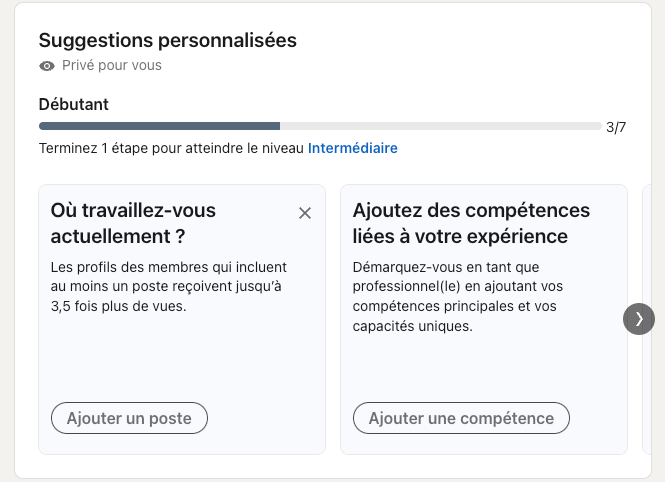 Suggestions personnalisées
Privé pour vous
Débutant
3/7
Terminez 1 étape pour atteindre le niveau Intermédiaire
Où travaillez-vous
actuellement ?
Les profils des membres qui incluent
au moins un poste reçoivent jusqu’à
3,5 fois plus de vues.
Ajouter un poste
Ajoutez des compétences
liées à votre expérience
Démarquez-vous en tant que
professionnel(le) en ajoutant vos
compétences principales et vos
capacités uniques.
Ajouter une compétence